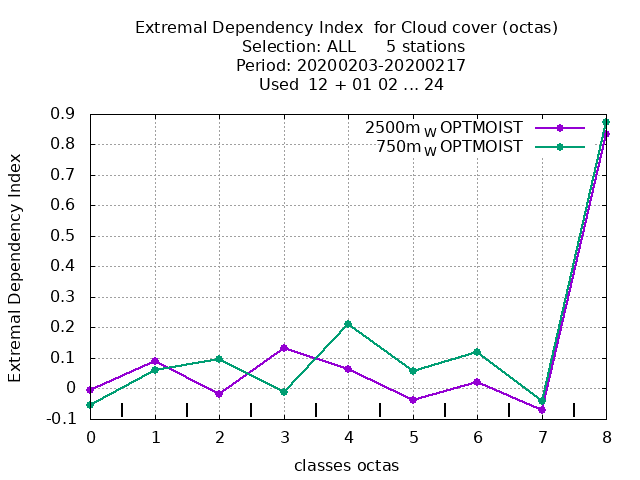 Extremal Dependency Index  for Cloud cover (octas)
Selection: ALL      5 stations
Period: 20200203-20200217
Used  12 + 01 02 ... 24
2500m W OPTMOIST
750m W OPTMOIST
0.9
0.8
0.7
0.6
0.5
0.4
0.3
0.2
0.1
0
-0.1
Extremal Dependency Index
0 1 2 3 4 5 6 7 8
classes octas